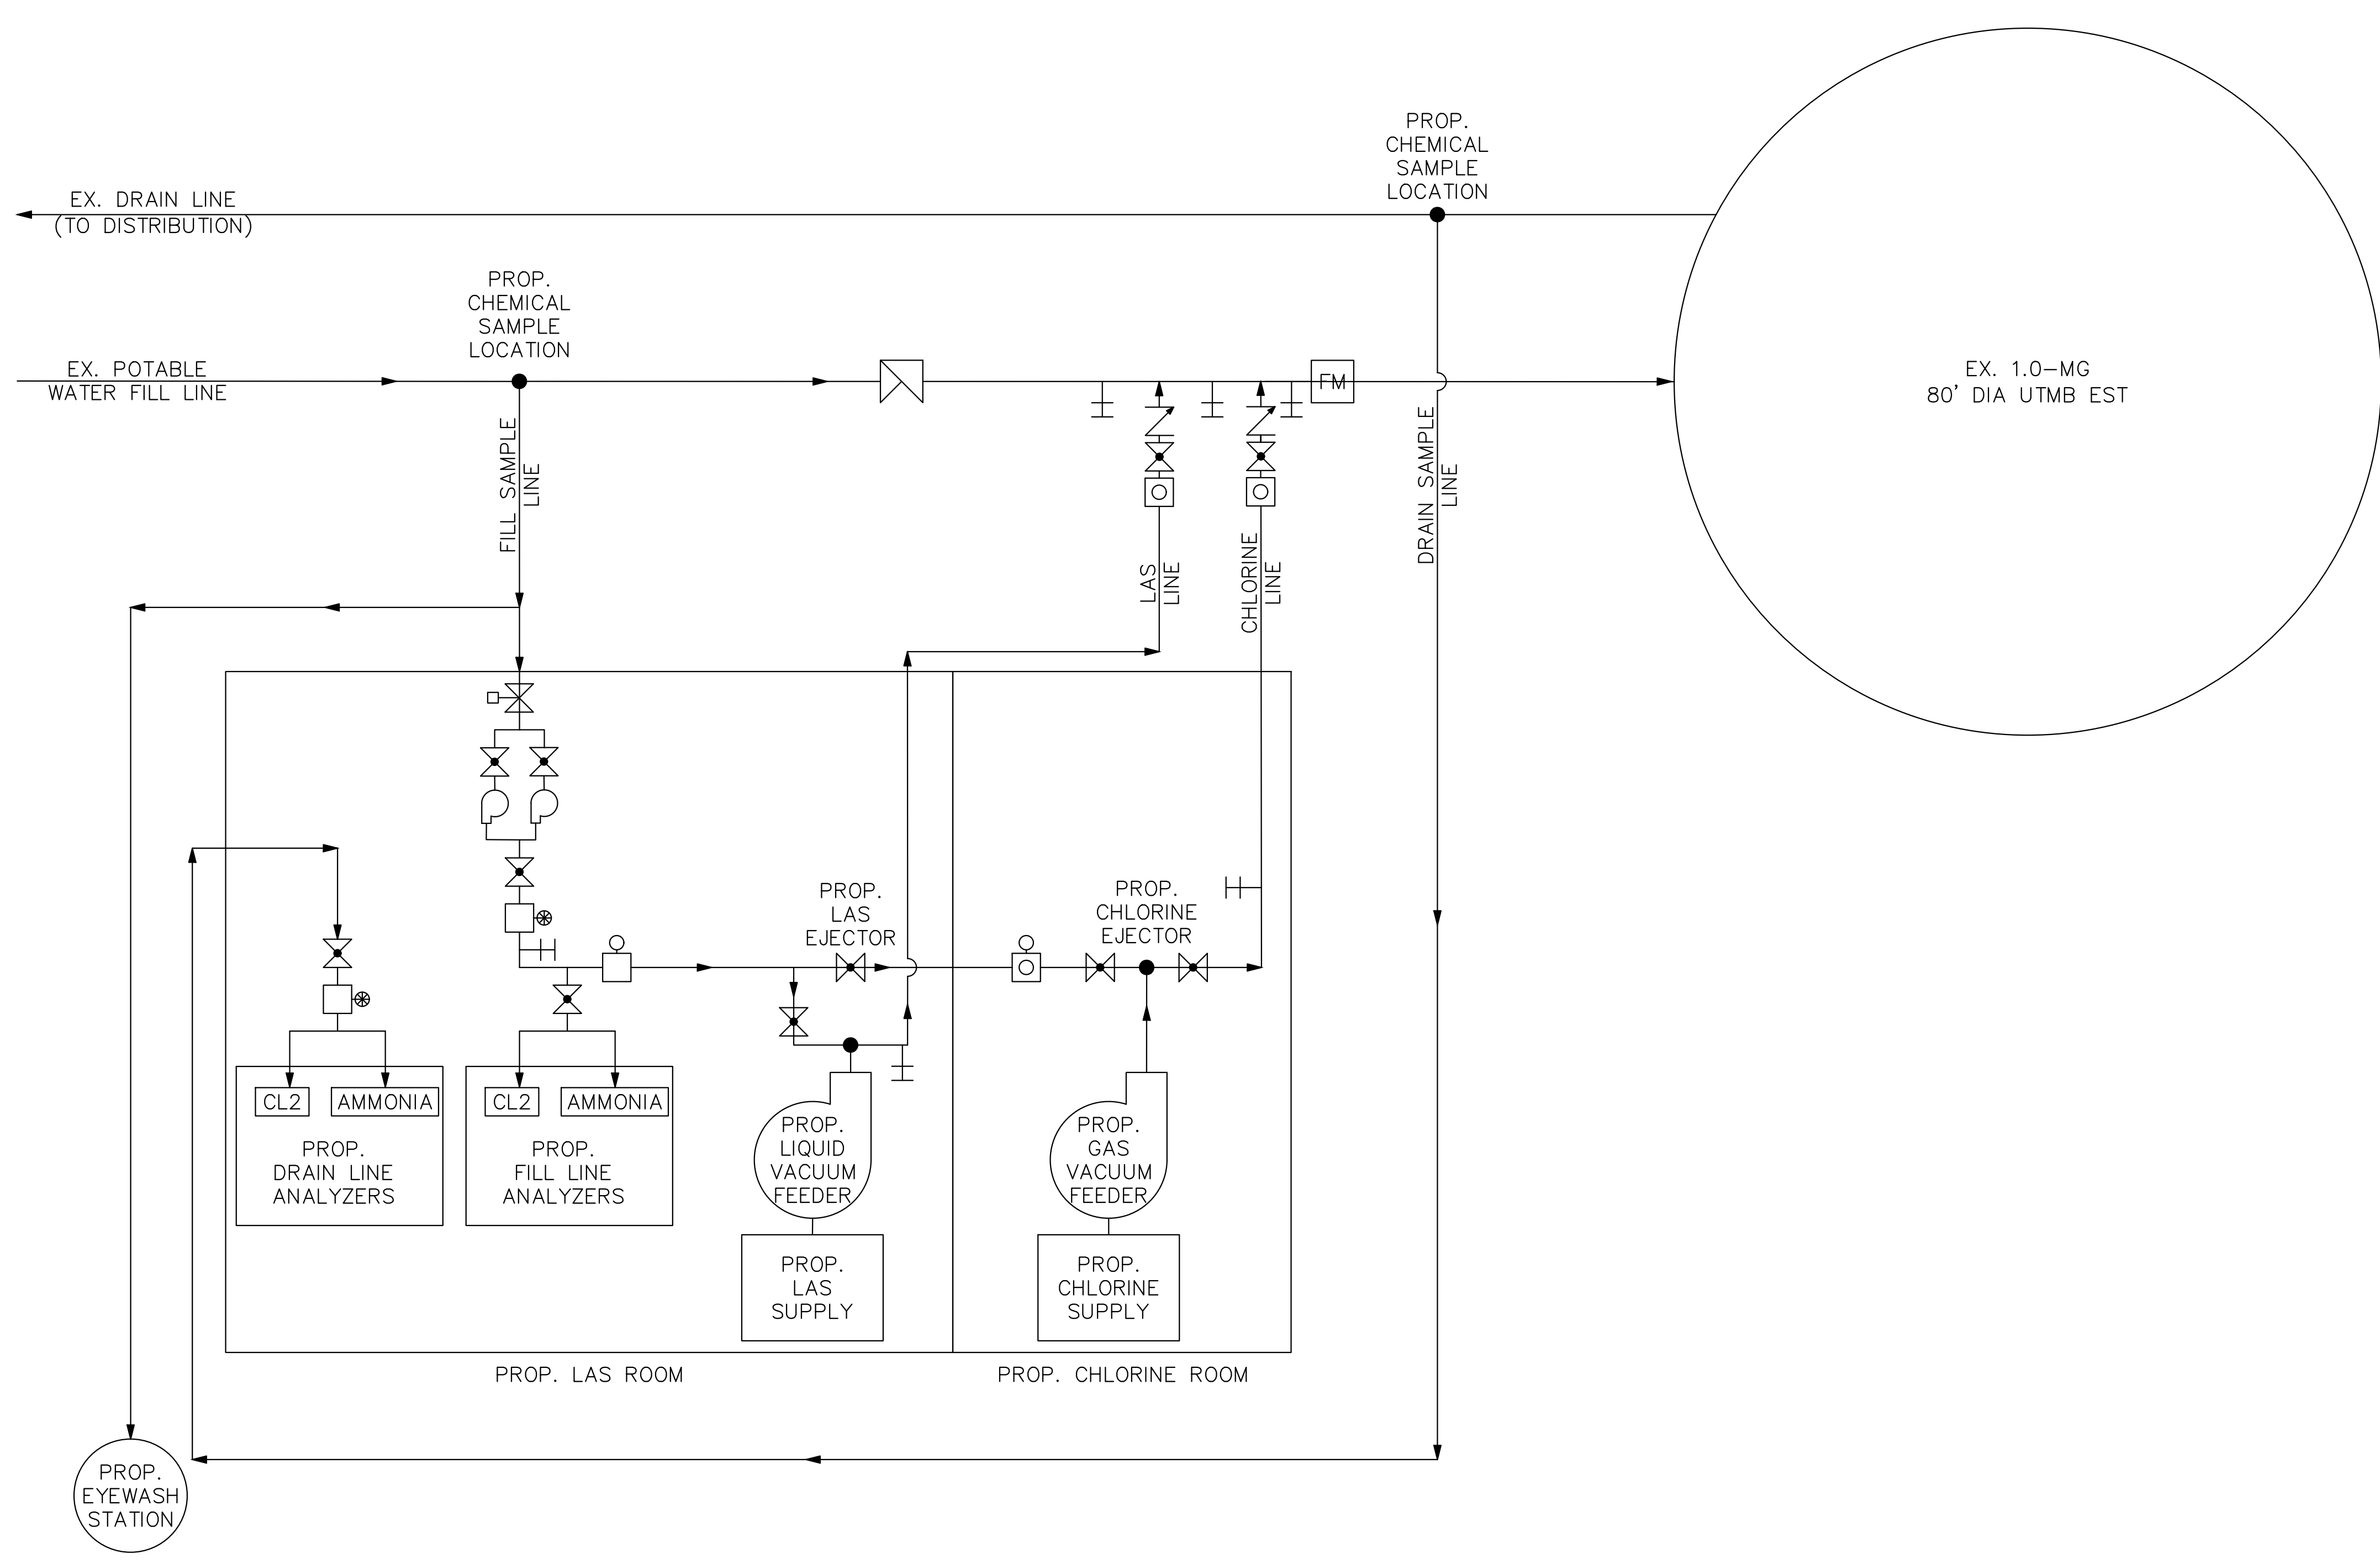 PROP.
CHEMICAL
SAMPLE
LOCATION
EX. DRAIN LINE
(TO DISTRIBUTION)
PROP.
CHEMICAL
SAMPLE
LOCATION
EX. POTABLE
WATER FILL LINE
FM
EX. 1.0-MG
80' DIA UTMB EST
FILL SAMPLE
LINE
DRAIN SAMPLE
LINE
LAS
LINE
CHLORINE
LINE
PROP.
LAS
EJECTOR
PROP.
CHLORINE
EJECTOR
CL2
AMMONIA
PROP.
DRAIN LINE
ANALYZERS
CL2
AMMONIA
PROP.
FILL LINE
ANALYZERS
PROP.
LIQUID
VACUUM
FEEDER
PROP.
GAS
VACUUM
FEEDER
PROP.
LAS
SUPPLY
PROP.
CHLORINE
SUPPLY
PROP. LAS ROOM
PROP. CHLORINE ROOM
PROP.
EYEWASH
STATION